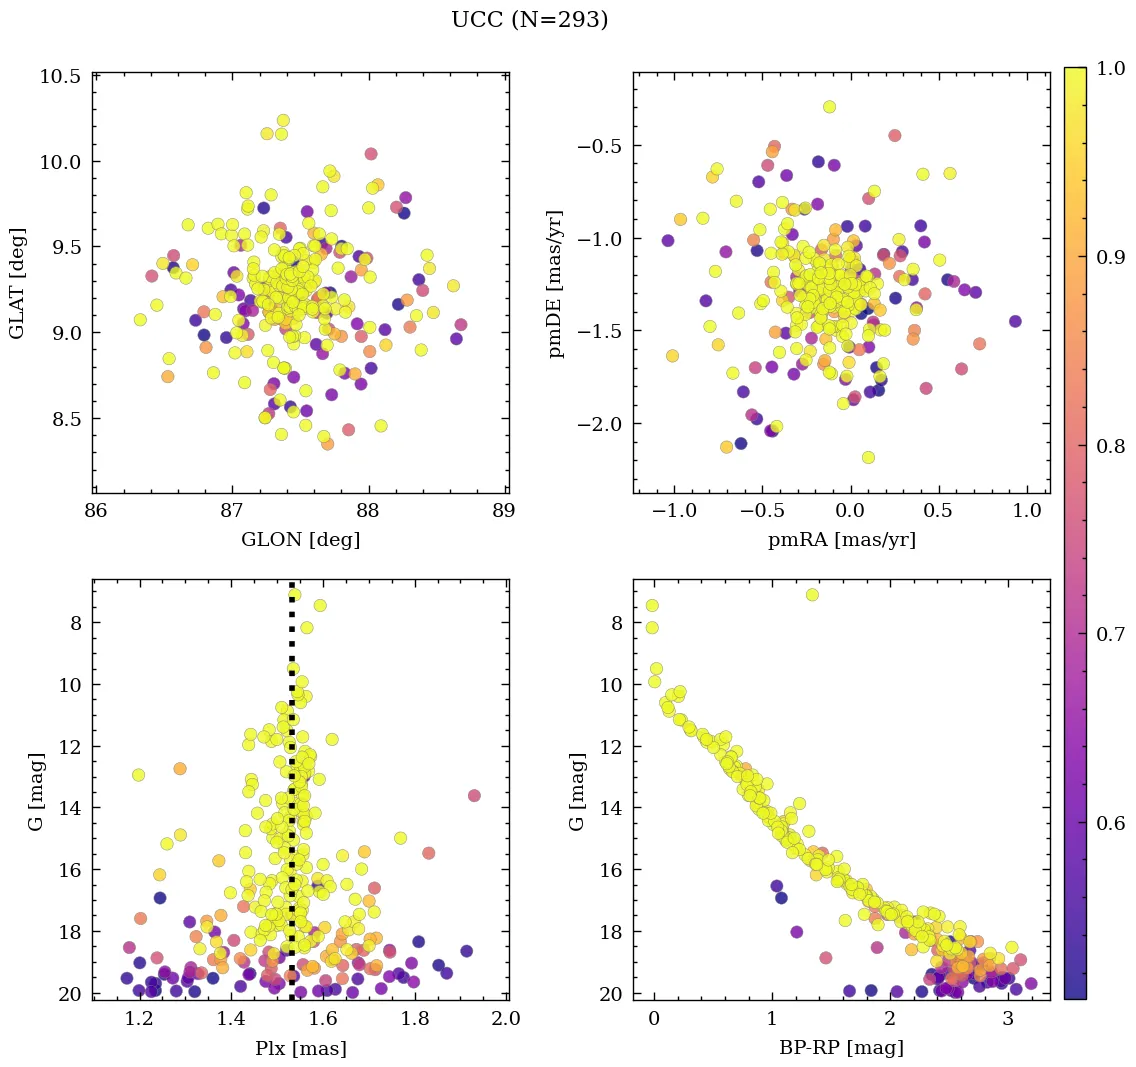 UCC (N=293)
10.5
10.0
9.5
9.0
8.5
GLAT [deg]
86 87 88 89
GLON [deg]
−0.5
−1.0
−1.5
−2.0
pmDE [mas/yr]
−1.0 −0.5 0.0 0.5 1.0
pmRA [mas/yr]
8
10
12
14
16
18
20
G [mag]
1.2 1.4 1.6 1.8 2.0
Plx [mas]
8
10
12
14
16
18
20
G [mag]
0 1 2 3
BP-RP [mag]
1.0
0.9
0.8
0.7
0.6